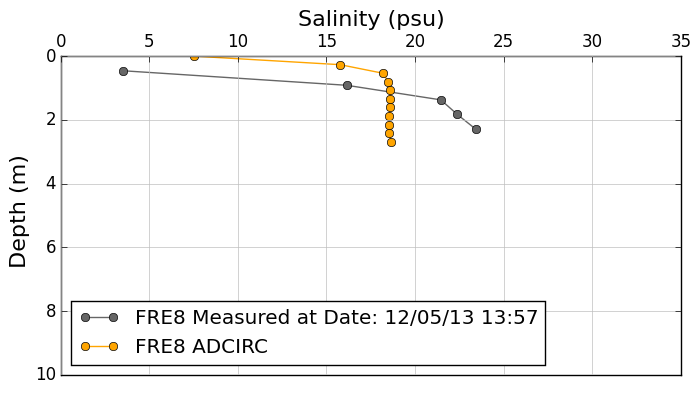 Salinity (psu)
0 5 10 15 20 25 30 35
Depth (m)
0
2
4
6
8
10
FRE8 Measured at Date: 12/05/13 13:57
FRE8 ADCIRC